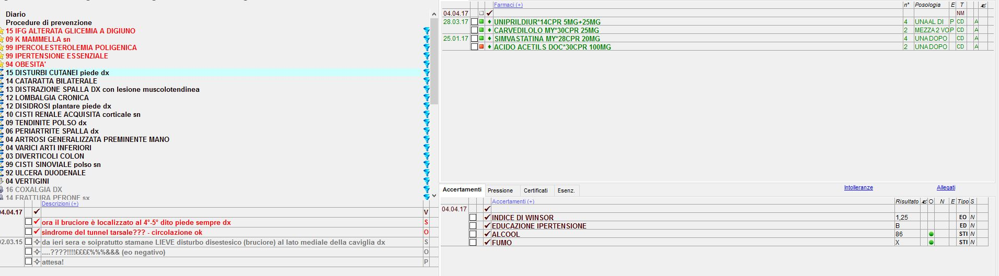 Diario
Procedure di prevenzione
15 IFG ALTERATA GLICEMIA A DIGIUNO
09 K MAMMELLA sn
99 IPERCOLESTEROLEMIA POLIGENICA
99 IPERTENSIONE ESSENZIALE
94 OBESITA'
15 DISTURBI CUTANEI piede dx
14 CATARATTA BILATERALE
13 DISTRAZIONE SPALLA DX con lesione muscolotendinea
12 LOMBALGIA CRONICA
12 DISIDROSI plantare piede dx
10 CISTI RENALE ACQUISITA corticale sn
09 TENDINITE POLSO dx
06 PERIARTRITE SPALLA dx
04 ARTROSI GENERALIZZATA PREMINENTE MANO
04 VARICI ARTI INFERIORI
03 DIVERTICOLI COLON
99 CISTI SINOVIALE polso sn
92 ULCERA DUODENALE
04 VERTIGINI
16 COXALGIA DX
14 FRATTURA PERONE sx
Descrizioni (+)
04.04.17 V
ora il bruciore è localizzato al 4°-5° dito piede sempre dx S
sindrome del tunnel tarsale??? - circolazione ok O
02.03.15 da ieri sera e soipratutto stamane LIEVE disturbo disestesico (bruciore) al lato mediale della caviglia dx S
....????!!!!££££%%%&&& (eo negativo) O
attesa! P
Farmaci (+) n° Posologia E T
04.04.17 NM
28.03.17 UNIPRILDIUR*14CPR 5MG+25MG 4 UNA AL DI P CD A
CARVEDILOLO MY*30CPR 25MG 2 MEZZA 2 VO P CD
25.01.17 SIMVASTATINA MY*28CPR 20MG 4 UNA DOPO CD A
ACIDO ACETILS DOC*30CPR 100MG 2 UNA DOPO CD A
Accertamenti Pressione Certificati Esenz. Intolleranze Allegati
Accertamenti (+) Risultato O N E Tipo S
04.04.17
INDICE DI WINSOR 1,25 EO N
EDUCAZIONE IPERTENSIONE B ED N
ALCOOL 86 STI N
FUMO X STI N